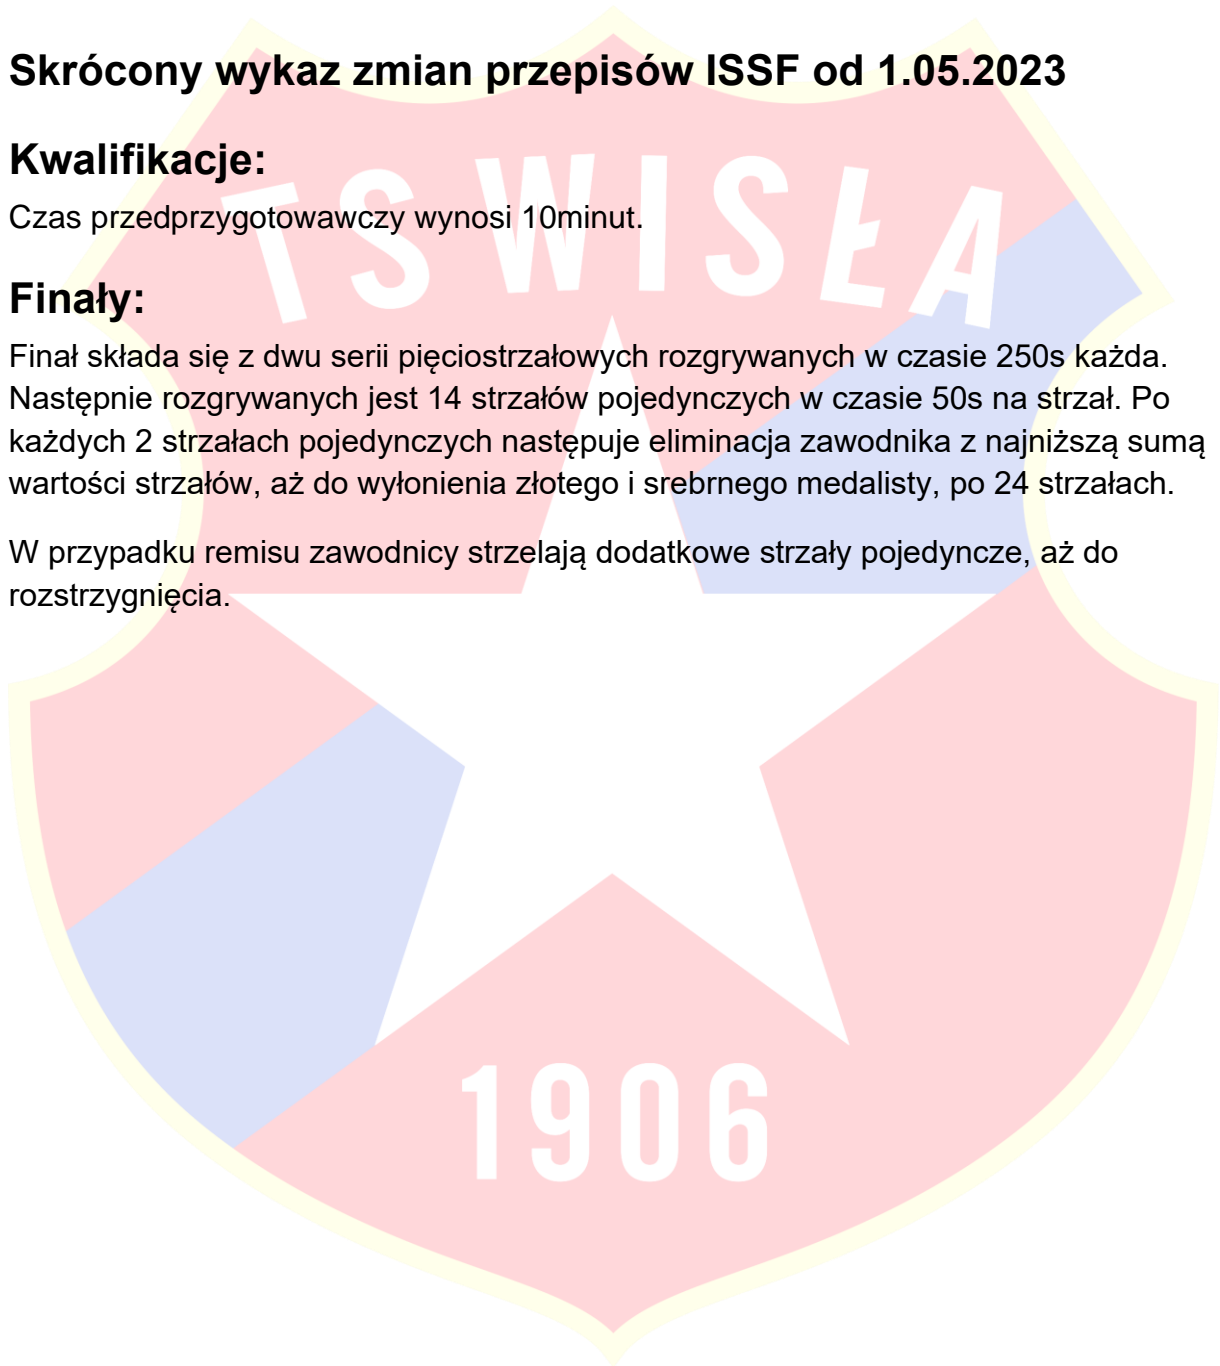 Skrócony wykaz zmian przepisów ISSF od 1.05.2023
Kwalifikacje:
TS WISŁA
Czas przedprzygotowawczy wynosi 10minut.
Finały:
Finał składa się z dwu serii pięciostrzałowych rozgrywanych w czasie 250s każda.
Następnie rozgrywanych jest 14 strzałów pojedynczych w czasie 50s na strzał. Po
każdych 2 strzałach pojedynczych następuje eliminacja zawodnika z najniższą sumą
wartości strzałów, aż do wyłonienia złotego i srebrnego medalisty, po 24 strzałach.
W przypadku remisu zawodnicy strzelają dodatkowe strzały pojedyncze, aż do
rozstrzygnięcia.
1906